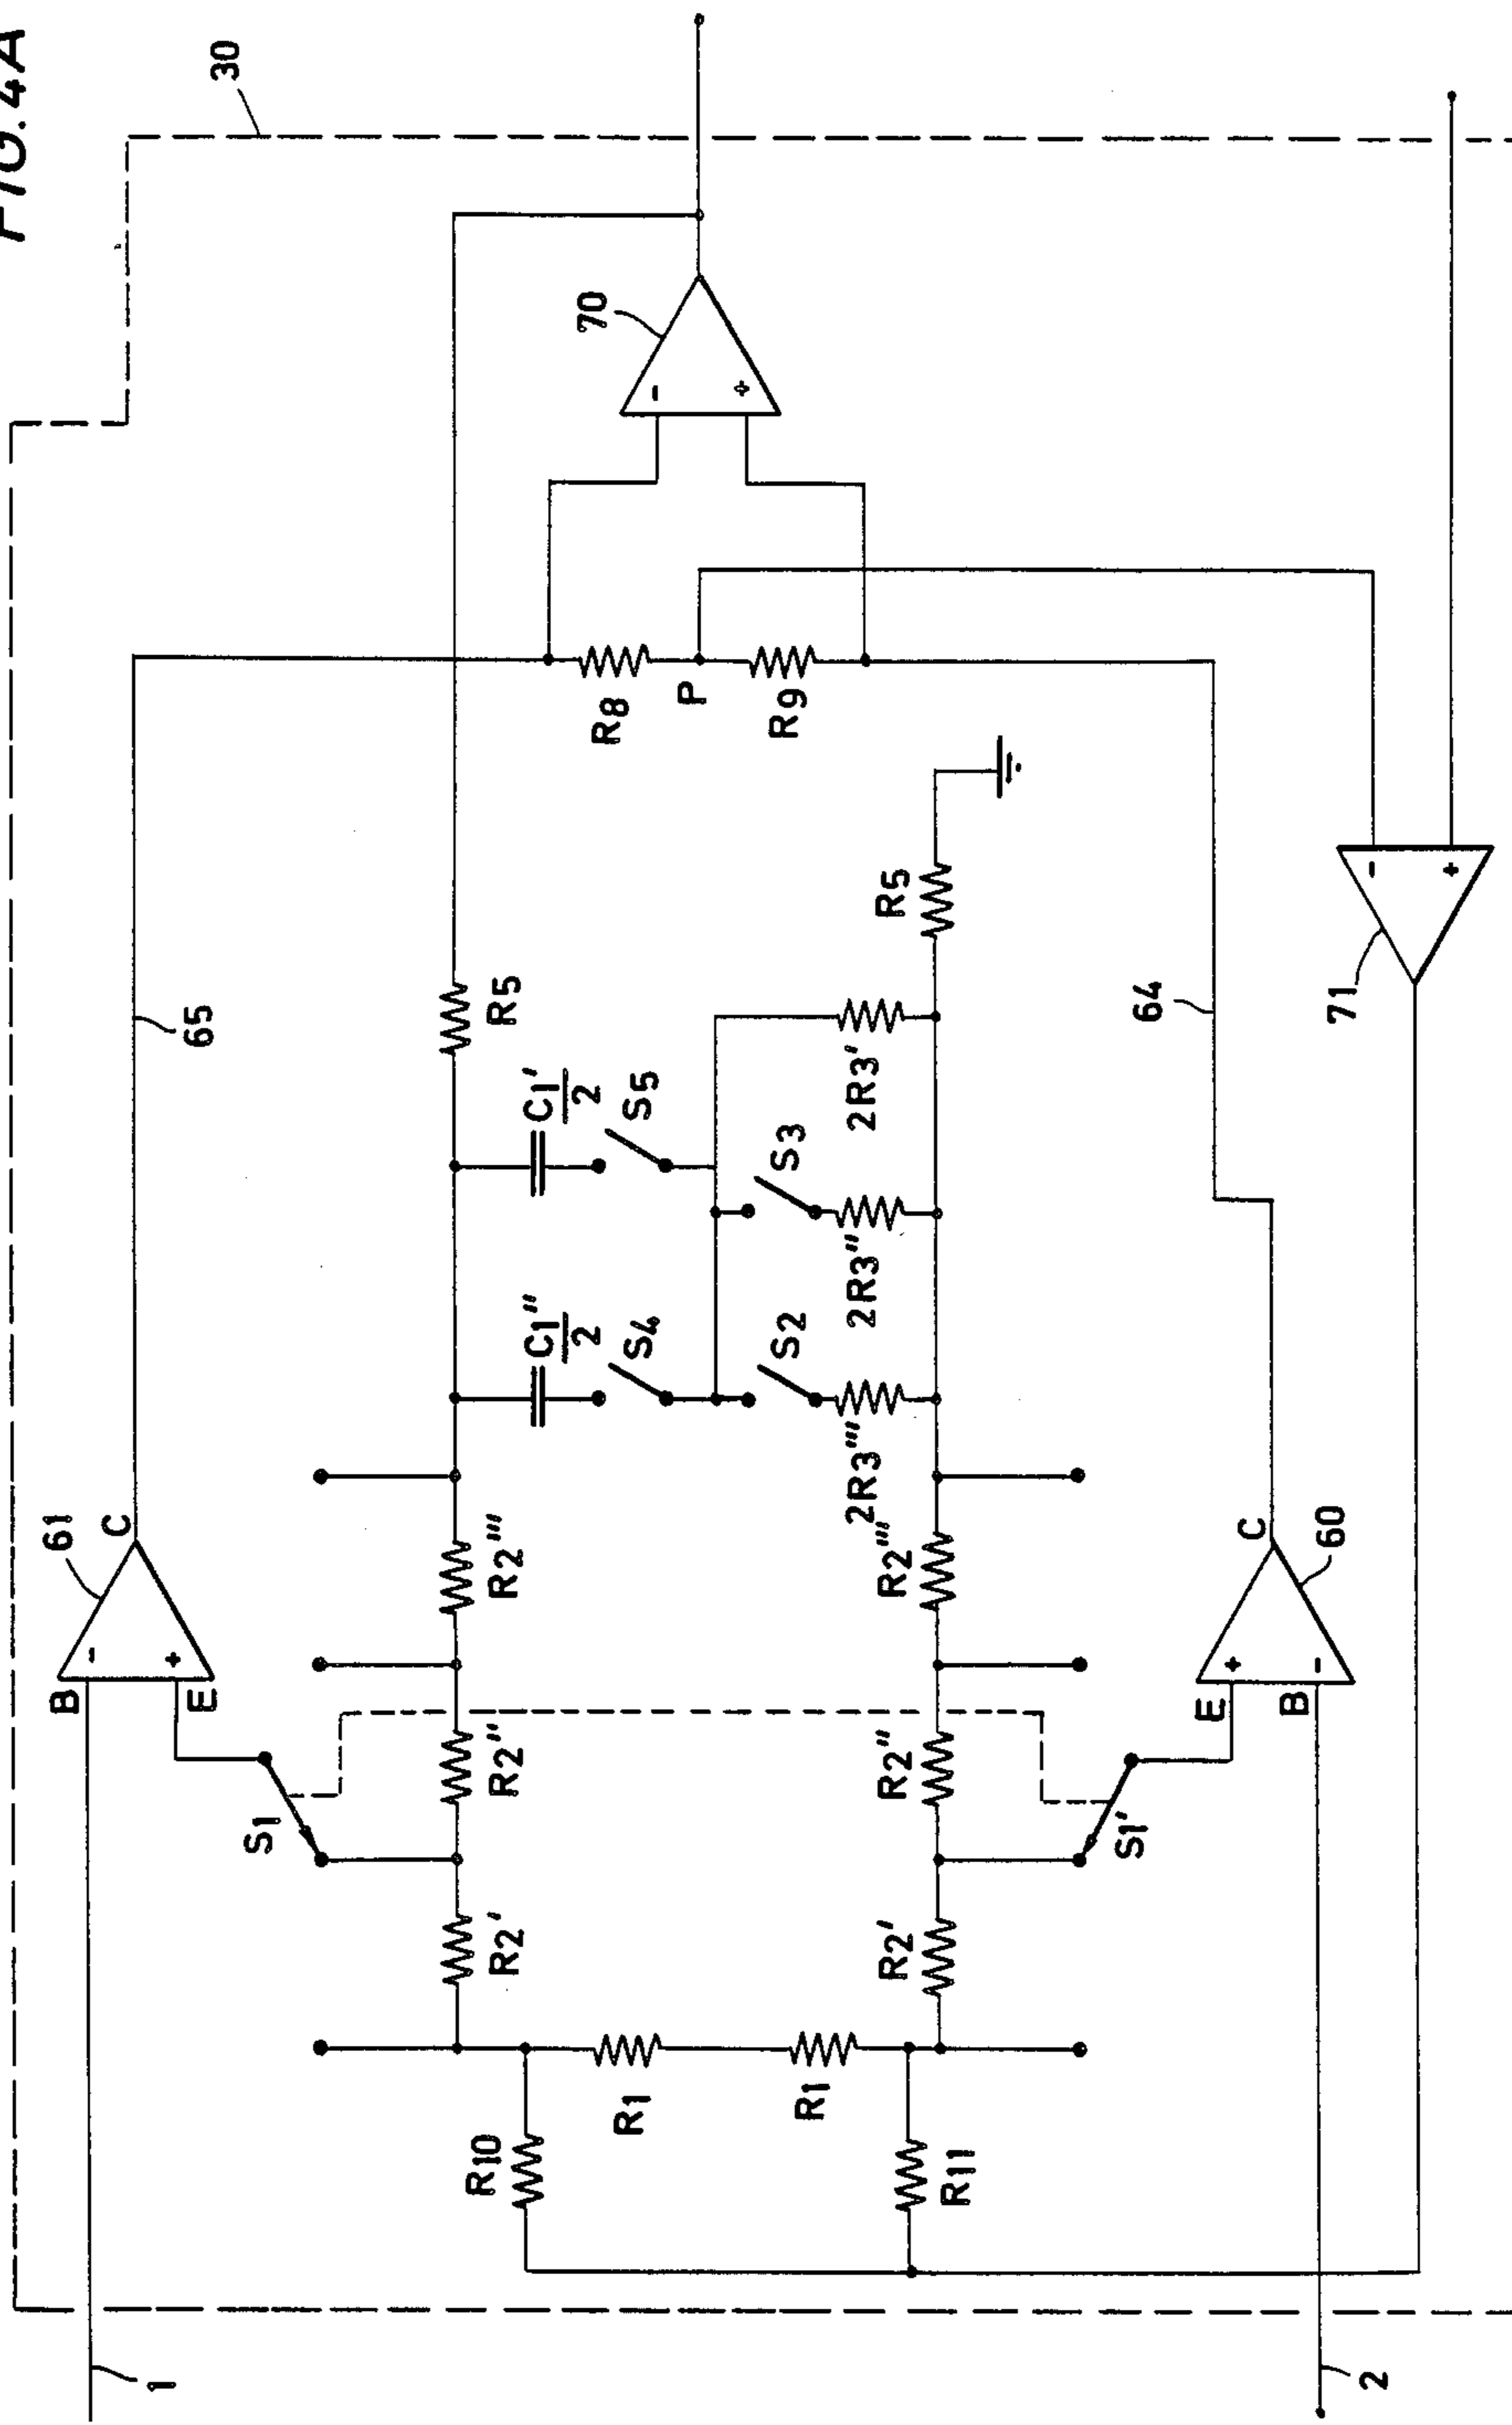 FIG. 4A
1
B
-
61
C
65
30
+
E
S1
R10
R2'
R2''
R2'''
R5
C1''/2
C1'/2
S4
S5
R1
R8
70
-
P
+
R1
S2
S3
R9
2R3'''
2R3''
2R3'
R11
R2'
R2''
R2'''
R5
S1'
E
+
C
64
B
-
60
2
71
-
+